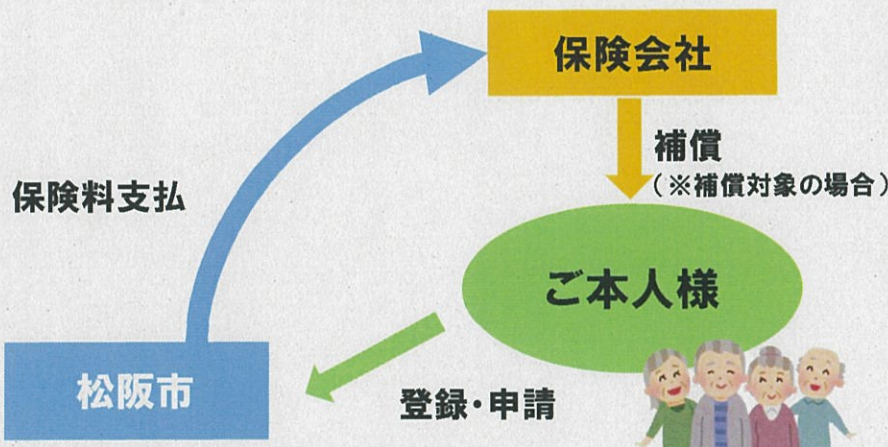 保険会社
補償
（※補償対象の場合）
保険料支払
ご本人様
松阪市
登録・申請